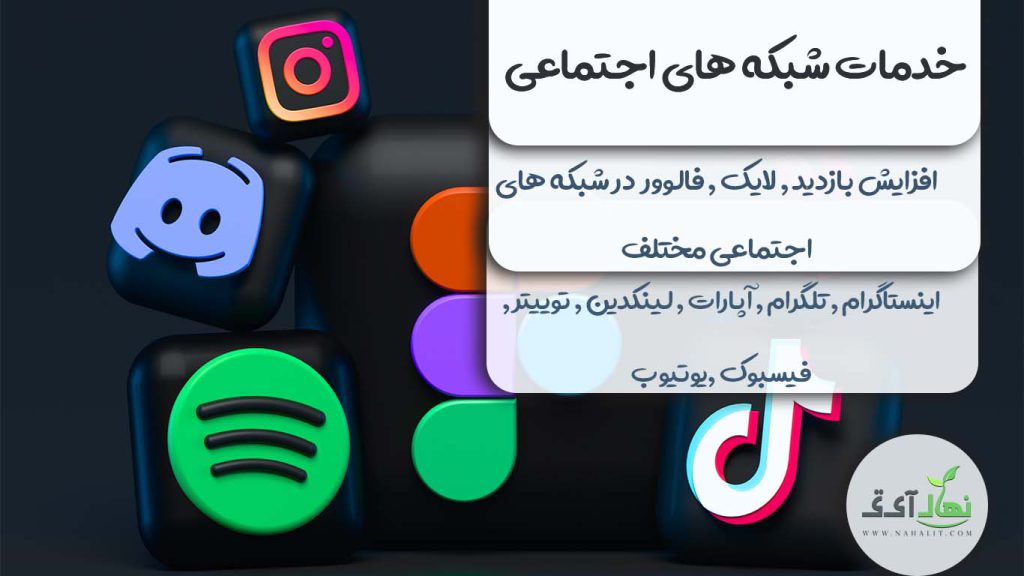 خدمات شبکه های اجتماعی
افزایش بازدید , لایک , فالوور در شبکه های
اجتماعی مختلف
اینستاگرام , تلگرام , آپارات , لینکدین , توییتر ,
فیسبوک , یوتیوب
نهال آی تی
WWW.NAHALIT.COM